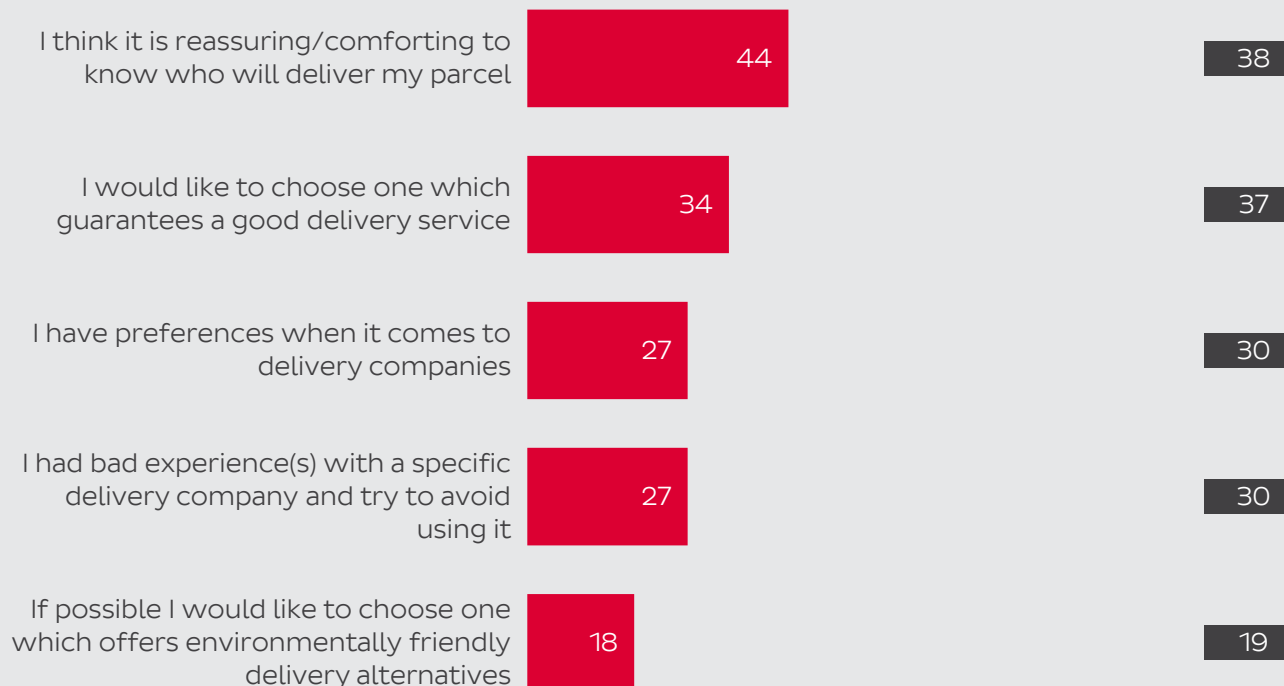 I think it is reassuring/comforting to
know who will deliver my parcel
44
38
I would like to choose one which
guarantees a good delivery service
34
37
I have preferences when it comes to
delivery companies
27
30
I had bad experience(s) with a specific
delivery company and try to avoid
using it
27
30
If possible I would like to choose one
which offers environmentally friendly
delivery alternatives
18
19